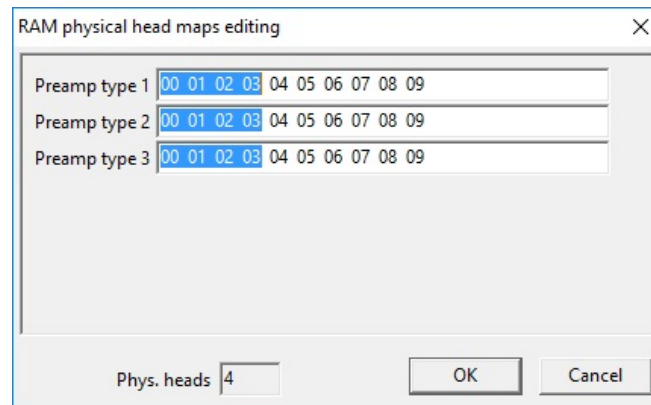 RAM physical head maps editing
Preamp type 1 00 01 02 03 04 05 06 07 08 09
Preamp type 2 00 01 02 03 04 05 06 07 08 09
Preamp type 3 00 01 02 03 04 05 06 07 08 09
Phys. heads 4 OK Cancel